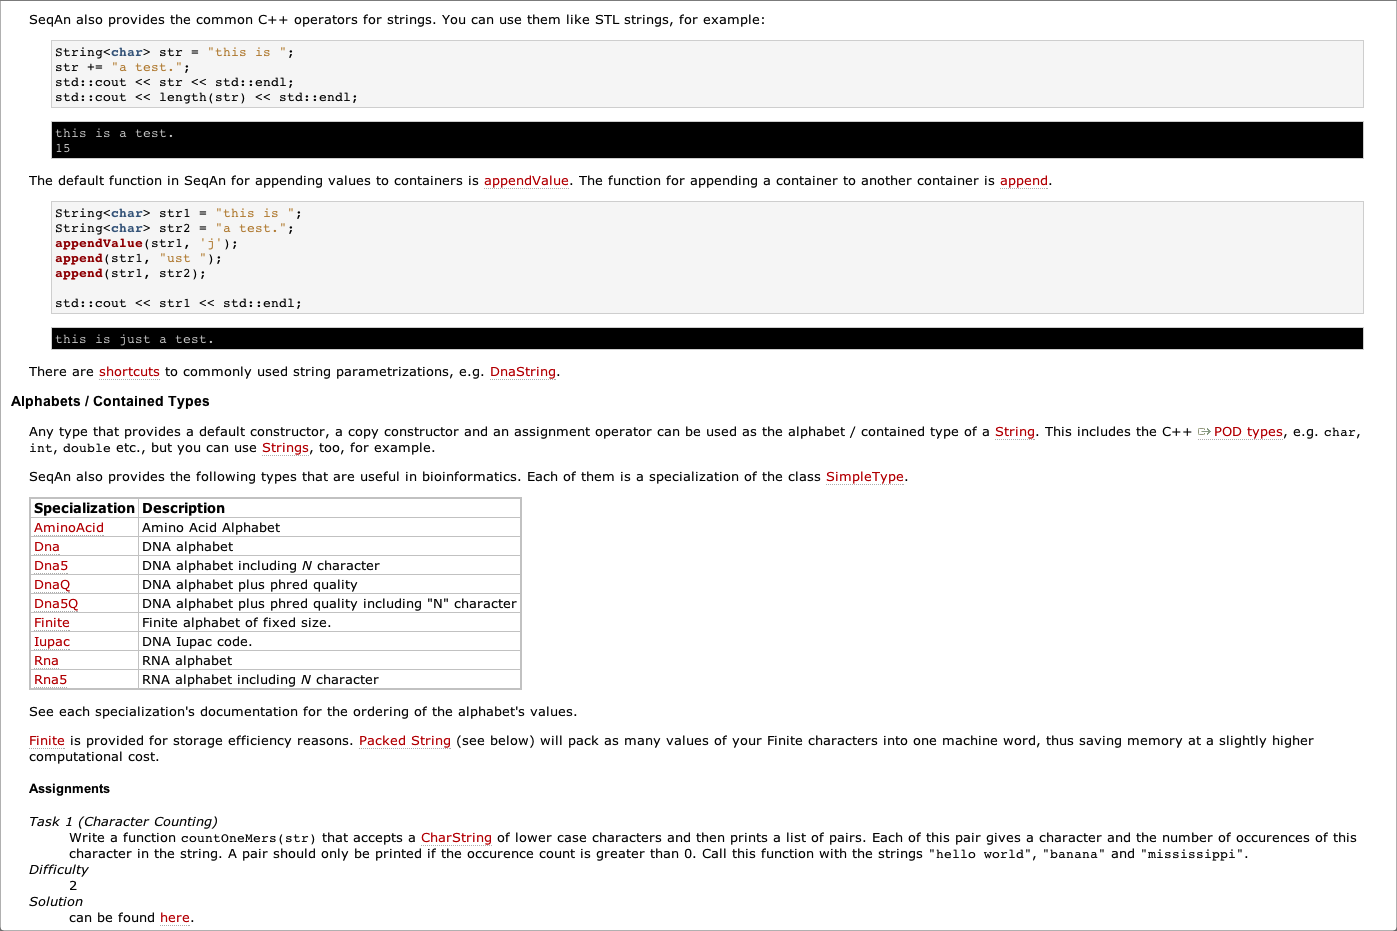 SeqAn also provides the common C++ operators for strings. You can use them like STL strings, for example:
String<char> str = "this is ";
str += "a test.";
std::cout << str << std::endl;
std::cout << length(str) << std::endl;
this is a test.
15
The default function in SeqAn for appending values to containers is appendValue. The function for appending a container to another container is append.
String<char> str1 = "this is ";
String<char> str2 = "a test.";
appendValue(str1, 'j');
append(str1, "ust ");
append(str1, str2);
std::cout << str1 << std::endl;
this is just a test.
There are shortcuts to commonly used string parametrizations, e.g. DnaString.
Alphabets / Contained Types
Any type that provides a default constructor, a copy constructor and an assignment operator can be used as the alphabet / contained type of a String. This includes the C++ POD types, e.g. char,
int, double etc., but you can use Strings, too, for example.
SeqAn also provides the following types that are useful in bioinformatics. Each of them is a specialization of the class SimpleType.
Specialization Description
AminoAcid Amino Acid Alphabet
Dna DNA alphabet
Dna5 DNA alphabet including N character
DnaQ DNA alphabet plus phred quality
Dna5Q DNA alphabet plus phred quality including "N" character
Finite Finite alphabet of fixed size.
Iupac DNA Iupac code.
Rna RNA alphabet
Rna5 RNA alphabet including N character
See each specialization's documentation for the ordering of the alphabet's values.
Finite is provided for storage efficiency reasons. Packed String (see below) will pack as many values of your Finite characters into one machine word, thus saving memory at a slightly higher
computational cost.
Assignments
Task 1 (Character Counting)
Write a function countOneMers(str) that accepts a CharString of lower case characters and then prints a list of pairs. Each of this pair gives a character and the number of occurences of this
character in the string. A pair should only be printed if the occurence count is greater than 0. Call this function with the strings "hello world", "banana" and "mississippi".
Difficulty
2
Solution
can be found here.